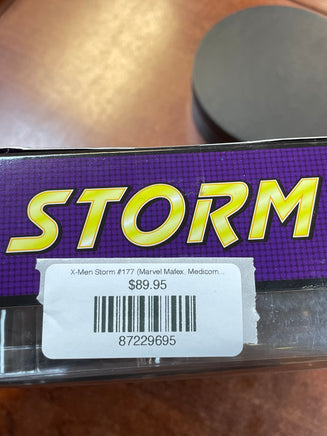 STORM
X-Men Storm #177 (Marvel Mafex, Medicom...
$89.95
87229695